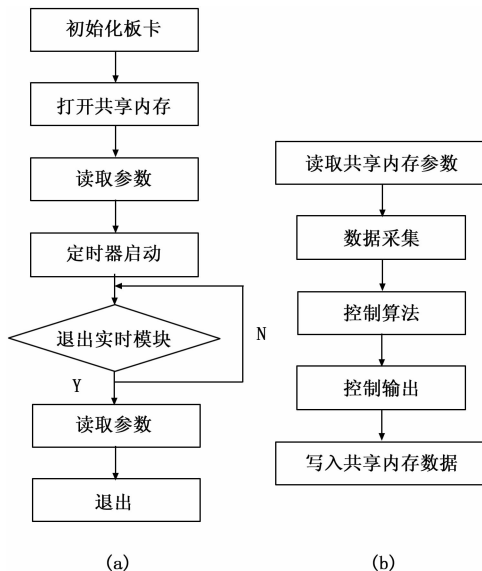 初始化板卡
打开共享内存
读取参数
定时器启动
退出实时模块
N
Y
读取参数
退出
(a)
读取共享内存参数
数据采集
控制算法
控制输出
写入共享内存数据
(b)